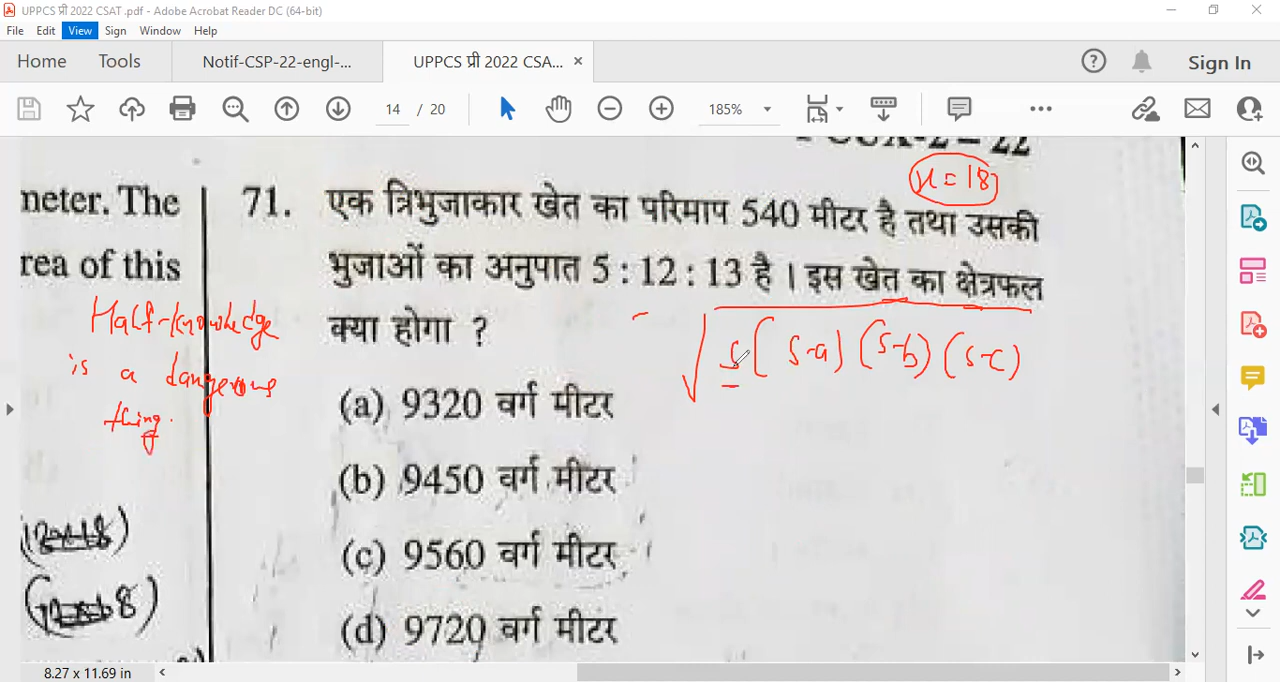 UPPCS प्री 2022 CSAT .pdf - Adobe Acrobat Reader DC (64-bit)
File Edit View Sign Window Help
Home Tools Notif-CSP-22-engl-... UPPCS प्री 2022 CSA... × Sign In
14 / 20 185%
x = 18
meter. The
rea of this
71. एक त्रिभुजाकार खेत का परिमाप 540 मीटर है तथा उसकी
भुजाओं का अनुपात 5 : 12 : 13 है । इस खेत का क्षेत्रफल
क्या होगा ?
√s(s-a)(s-b)(s-c)
Half-knowledge
is a dangerous
thing.
(a) 9320 वर्ग मीटर
(b) 9450 वर्ग मीटर
(c) 9560 वर्ग मीटर
(d) 9720 वर्ग मीटर
8.27 x 11.69 in